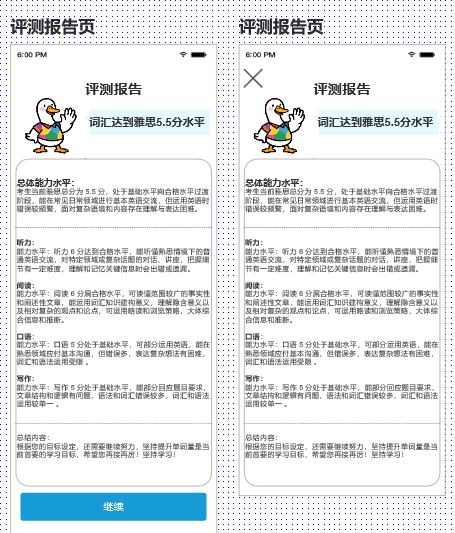 评测报告页
6:00 PM
评测报告
词汇达到雅思5.5分水平
总体能力水平：
考生当前雅思总分为 5.5 分，处于基础水平向合格水平过渡
阶段，能在常见日常领域进行基本英语交流，但运用英语时
错误较频繁，面对复杂语境和内容存在理解与表达困难。
听力：
能力水平：听力 6 分达到合格水平，能听懂熟悉情境下的普
通英语交流，对特定领域或复杂话题的对话、讲座，把握细
节有一定难度，理解和记忆关键信息时会出错或遗漏。
阅读：
能力水平：阅读 6 分属合格水平，可读懂范围较广的事实性
和阐述性文章，能运用词汇知识建构意义，理解隐含意义以
及相对复杂的观点和论点，可运用略读和浏览策略，大体综
合信息和推断。
口语：
能力水平：口语 5 分处于基础水平，可部分运用英语，能在
熟悉领域应付基本沟通，但错误多，表达复杂想法有困难，
词汇和语法运用受限 。
写作：
能力水平：写作 5 分处于基础水平，能部分回应题目要求，
文章结构和逻辑有问题，语法和词汇错误较多，词汇和语法
运用较单一 。
总结内容：
根据您的目标设定，还需要继续努力，坚持提升单词量是当
前首要的学习目标，希望您再接再厉！坚持学习！
继续
评测报告页
6:00 PM
评测报告
词汇达到雅思5.5分水平
总体能力水平：
考生当前雅思总分为 5.5 分，处于基础水平向合格水平过渡
阶段，能在常见日常领域进行基本英语交流，但运用英语时
错误较频繁，面对复杂语境和内容存在理解与表达困难。
听力：
能力水平：听力 6 分达到合格水平，能听懂熟悉情境下的普
通英语交流，对特定领域或复杂话题的对话、讲座，把握细
节有一定难度，理解和记忆关键信息时会出错或遗漏。
阅读：
能力水平：阅读 6 分属合格水平，可读懂范围较广的事实性
和阐述性文章，能运用词汇知识建构意义，理解隐含意义以
及相对复杂的观点和论点，可运用略读和浏览策略，大体综
合信息和推断。
口语：
能力水平：口语 5 分处于基础水平，可部分运用英语，能在
熟悉领域应付基本沟通，但错误多，表达复杂想法有困难，
词汇和语法运用受限 。
写作：
能力水平：写作 5 分处于基础水平，能部分回应题目要求，
文章结构和逻辑有问题，语法和词汇错误较多，词汇和语法
运用较单一 。
总结内容：
根据您的目标设定，还需要继续努力，坚持提升单词量是当
前首要的学习目标，希望您再接再厉！坚持学习！